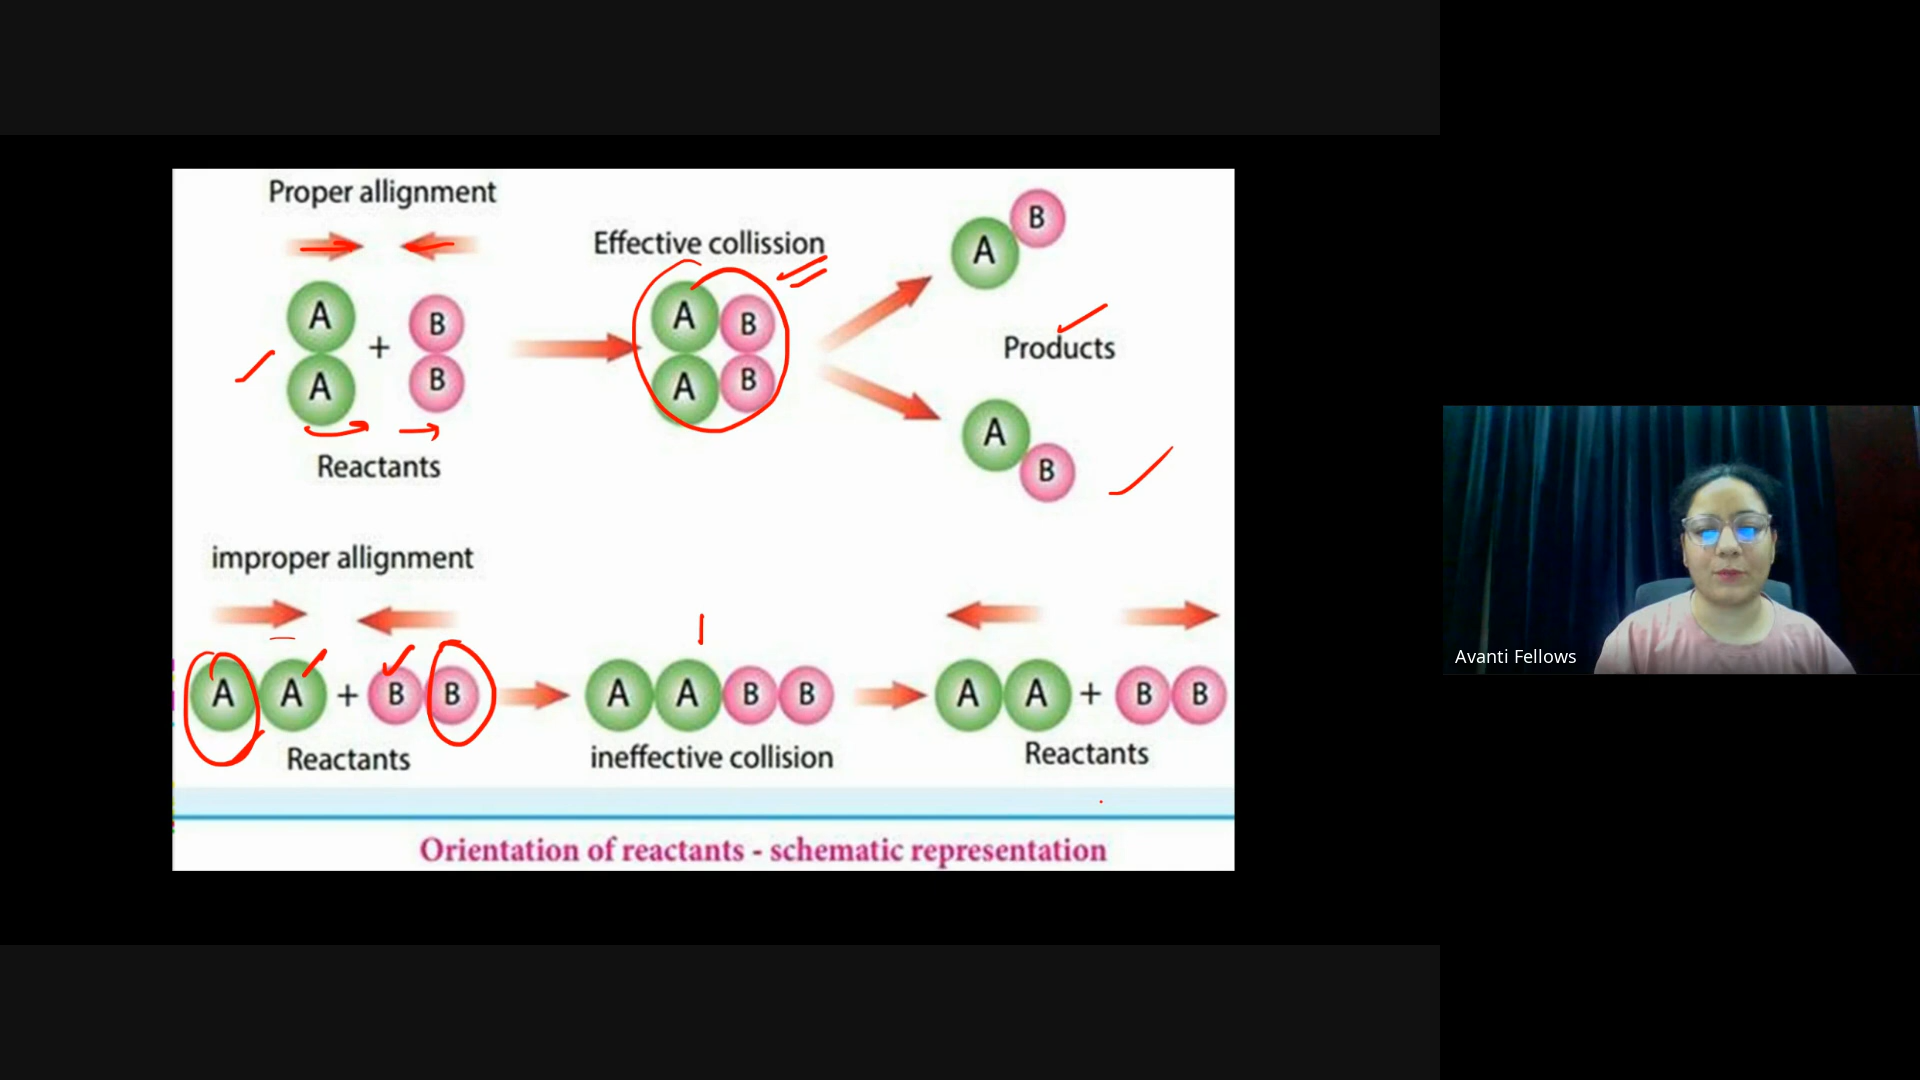 Proper allignment
Effective collission
A B
A B
A B
A B
A + B
A B
Products
A
B
Reactants
A
B
improper allignment
A A + B B
A A B B
A A + B B
Reactants
ineffective collision
Reactants
Orientation of reactants - schematic representation
Avanti Fellows